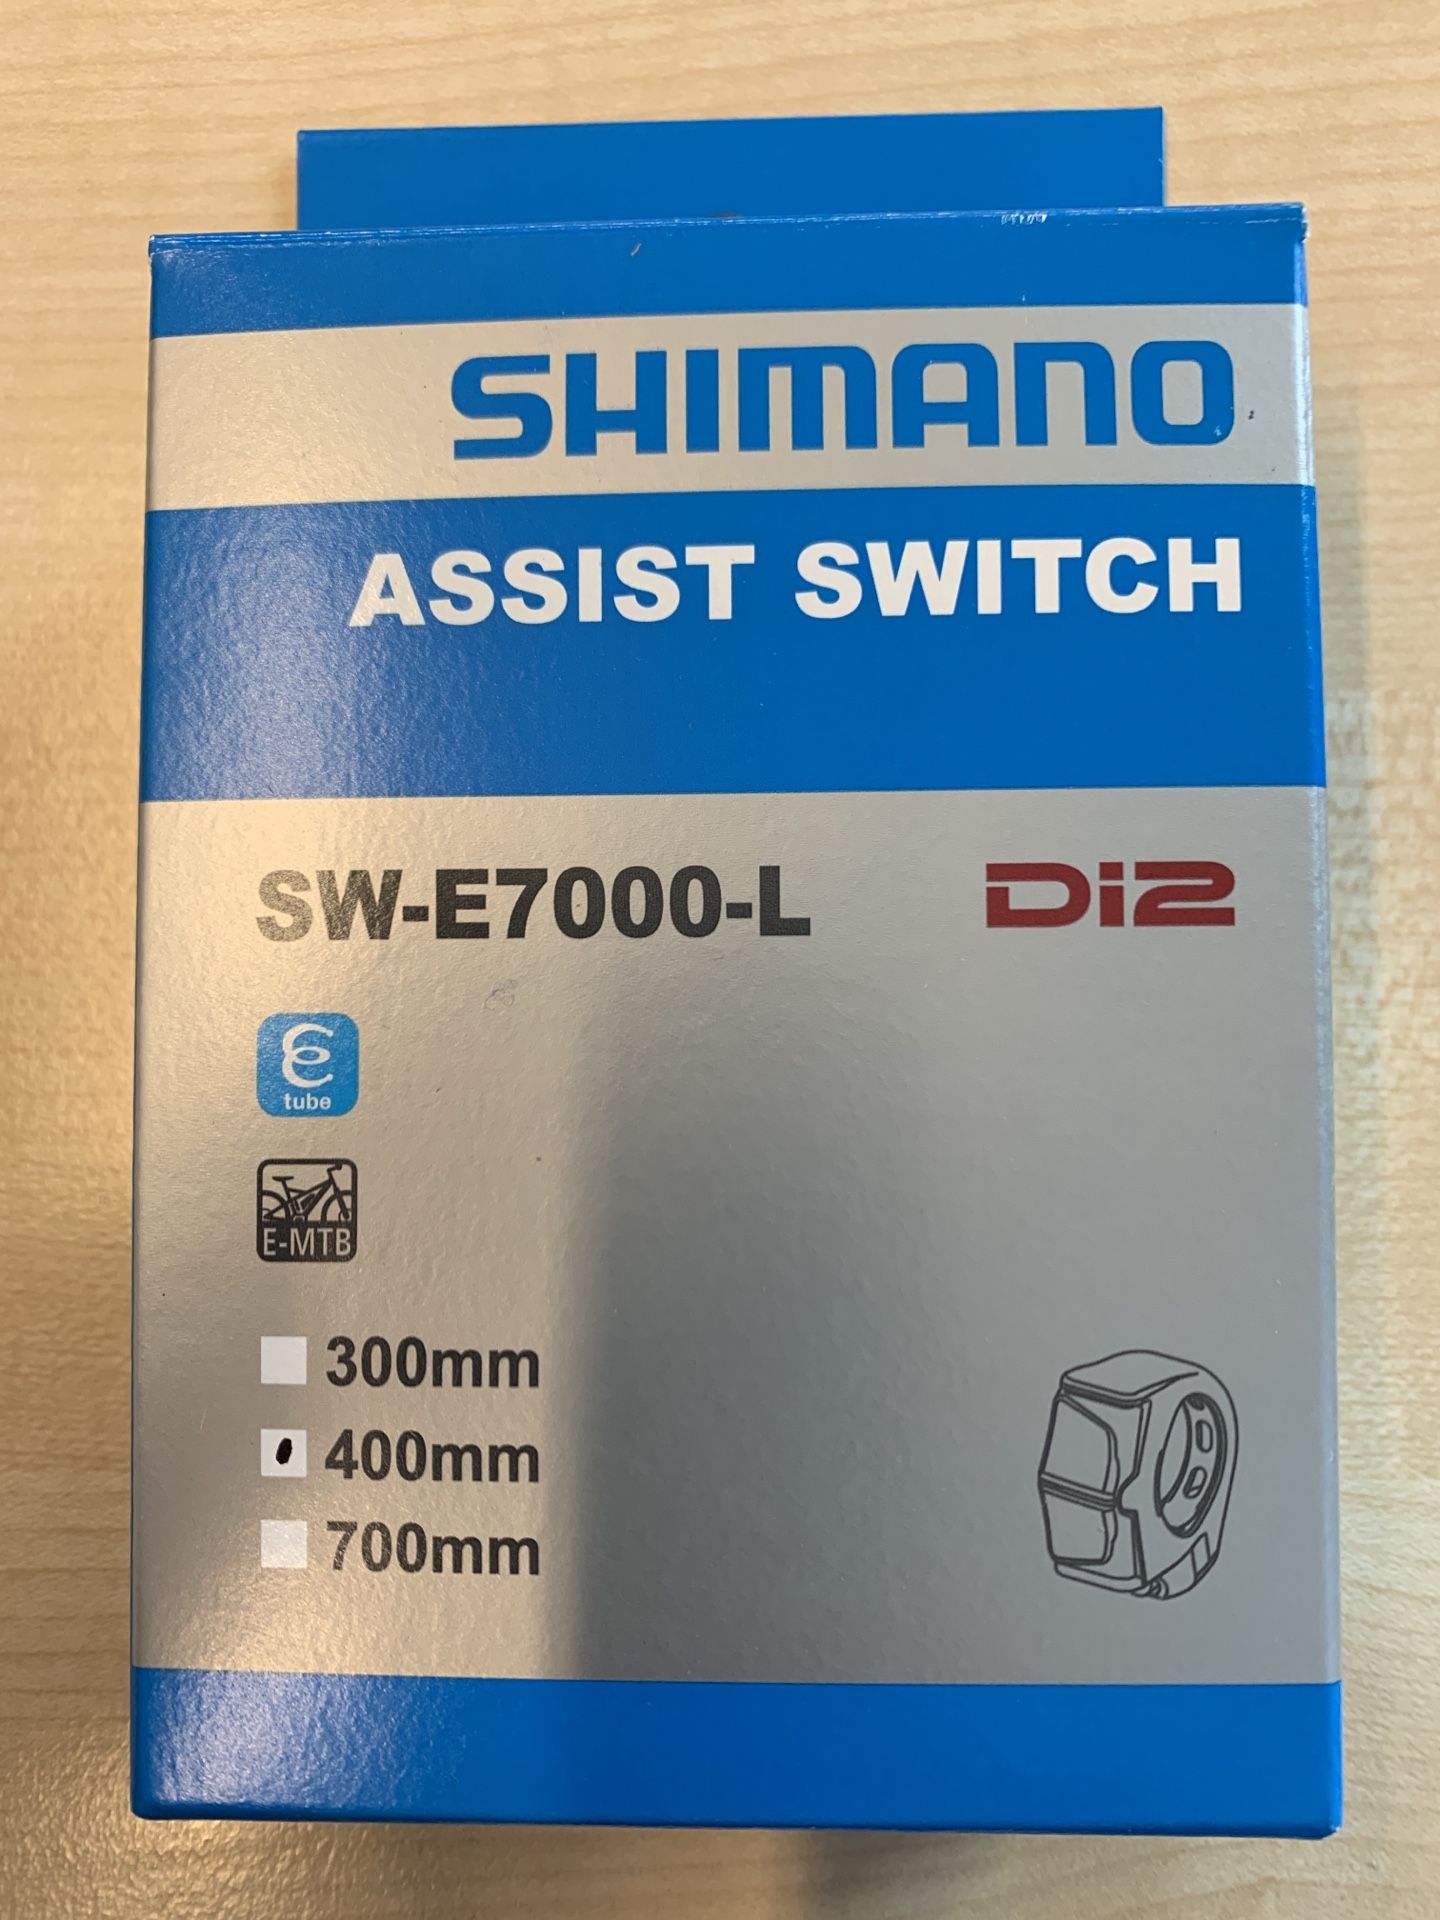 SHIMANO
ASSIST SWITCH
SW-E7000-L Di2
e tube
E-MTB
300mm
400mm
700mm